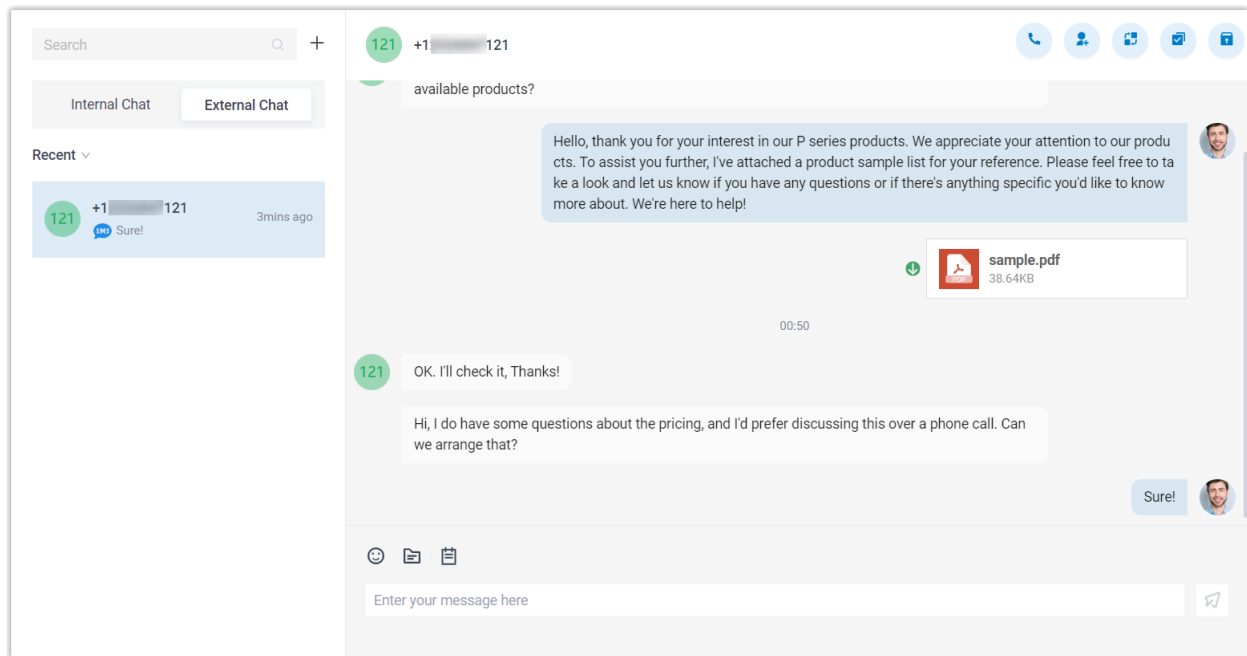 Search
Internal Chat
External Chat
Recent
121
+1 121
SMS Sure!
3mins ago
121
+1 121
available products?
Hello, thank you for your interest in our P series products. We appreciate your attention to our produ
cts. To assist you further, I've attached a product sample list for your reference. Please feel free to ta
ke a look and let us know if you have any questions or if there's anything specific you'd like to know
more about. We're here to help!
sample.pdf
38.64KB
00:50
121
OK. I'll check it, Thanks!
Hi, I do have some questions about the pricing, and I'd prefer discussing this over a phone call. Can
we arrange that?
Sure!
Enter your message here